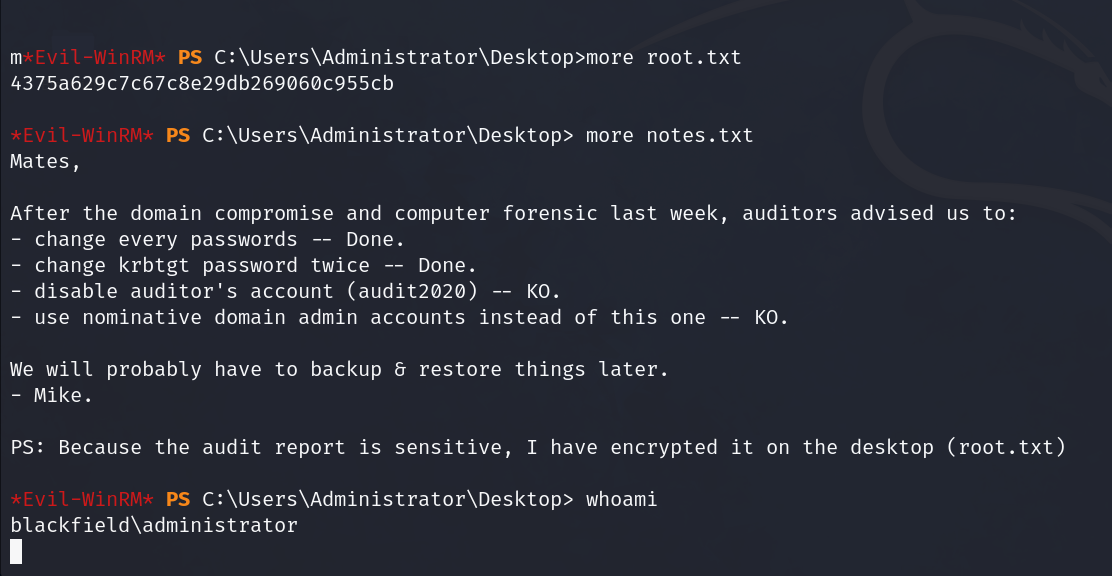 m*Evil-WinRM* PS C:\Users\Administrator\Desktop>more root.txt
4375a629c7c67c8e29db269060c955cb
*Evil-WinRM* PS C:\Users\Administrator\Desktop> more notes.txt
Mates,
After the domain compromise and computer forensic last week, auditors advised us to:
- change every passwords -- Done.
- change krbtgt password twice -- Done.
- disable auditor's account (audit2020) -- KO.
- use nominative domain admin accounts instead of this one -- KO.
We will probably have to backup & restore things later.
- Mike.
PS: Because the audit report is sensitive, I have encrypted it on the desktop (root.txt)
*Evil-WinRM* PS C:\Users\Administrator\Desktop> whoami
blackfield\administrator